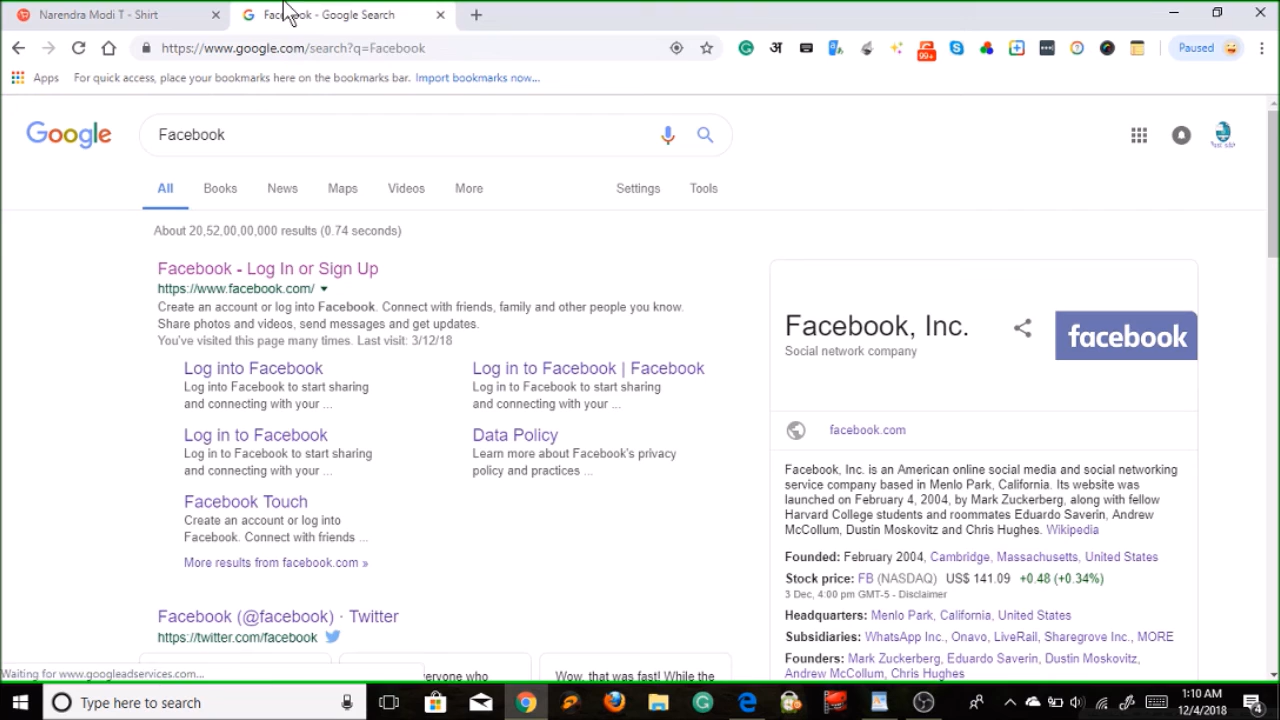 Narendra Modi T - Shirt
Facebook - Google Search
https://www.google.com/search?q=Facebook
अ
99+
Paused
Apps
For quick access, place your bookmarks here on the bookmarks bar. Import bookmarks now...
Google
Facebook
All Books News Maps Videos More Settings Tools
About 20,52,00,00,000 results (0.74 seconds)
Facebook - Log In or Sign Up
https://www.facebook.com/
Create an account or log into Facebook. Connect with friends, family and other people you know.
Share photos and videos, send messages and get updates.
You've visited this page many times. Last visit: 3/12/18
Log into Facebook
Log into Facebook to start sharing
and connecting with your ...
Log in to Facebook | Facebook
Log in to Facebook to start sharing
and connecting with your ...
Log in to Facebook
Log in to Facebook to start sharing
and connecting with your ...
Data Policy
Learn more about Facebook's privacy
policy and practices ...
Facebook Touch
Create an account or log into
Facebook. Connect with friends ...
More results from facebook.com »
Facebook (@facebook) · Twitter
https://twitter.com/facebook
everyone who
Wow, that was fast! While the
Facebook, Inc.
Social network company
facebook
facebook.com
Facebook, Inc. is an American online social media and social networking
service company based in Menlo Park, California. Its website was
launched on February 4, 2004, by Mark Zuckerberg, along with fellow
Harvard College students and roommates Eduardo Saverin, Andrew
McCollum, Dustin Moskovitz and Chris Hughes. Wikipedia
Founded: February 2004, Cambridge, Massachusetts, United States
Stock price: FB (NASDAQ) US$ 141.09 +0.48 (+0.34%)
3 Dec, 4:00 pm GMT-5 - Disclaimer
Headquarters: Menlo Park, California, United States
Subsidiaries: WhatsApp Inc., Onavo, LiveRail, Sharegrove Inc., MORE
Founders: Mark Zuckerberg, Eduardo Saverin, Dustin Moskovitz,
Andrew McCollum, Chris Hughes
Waiting for www.googleadservices.com...
Type here to search
1:10 AM
12/4/2018
4